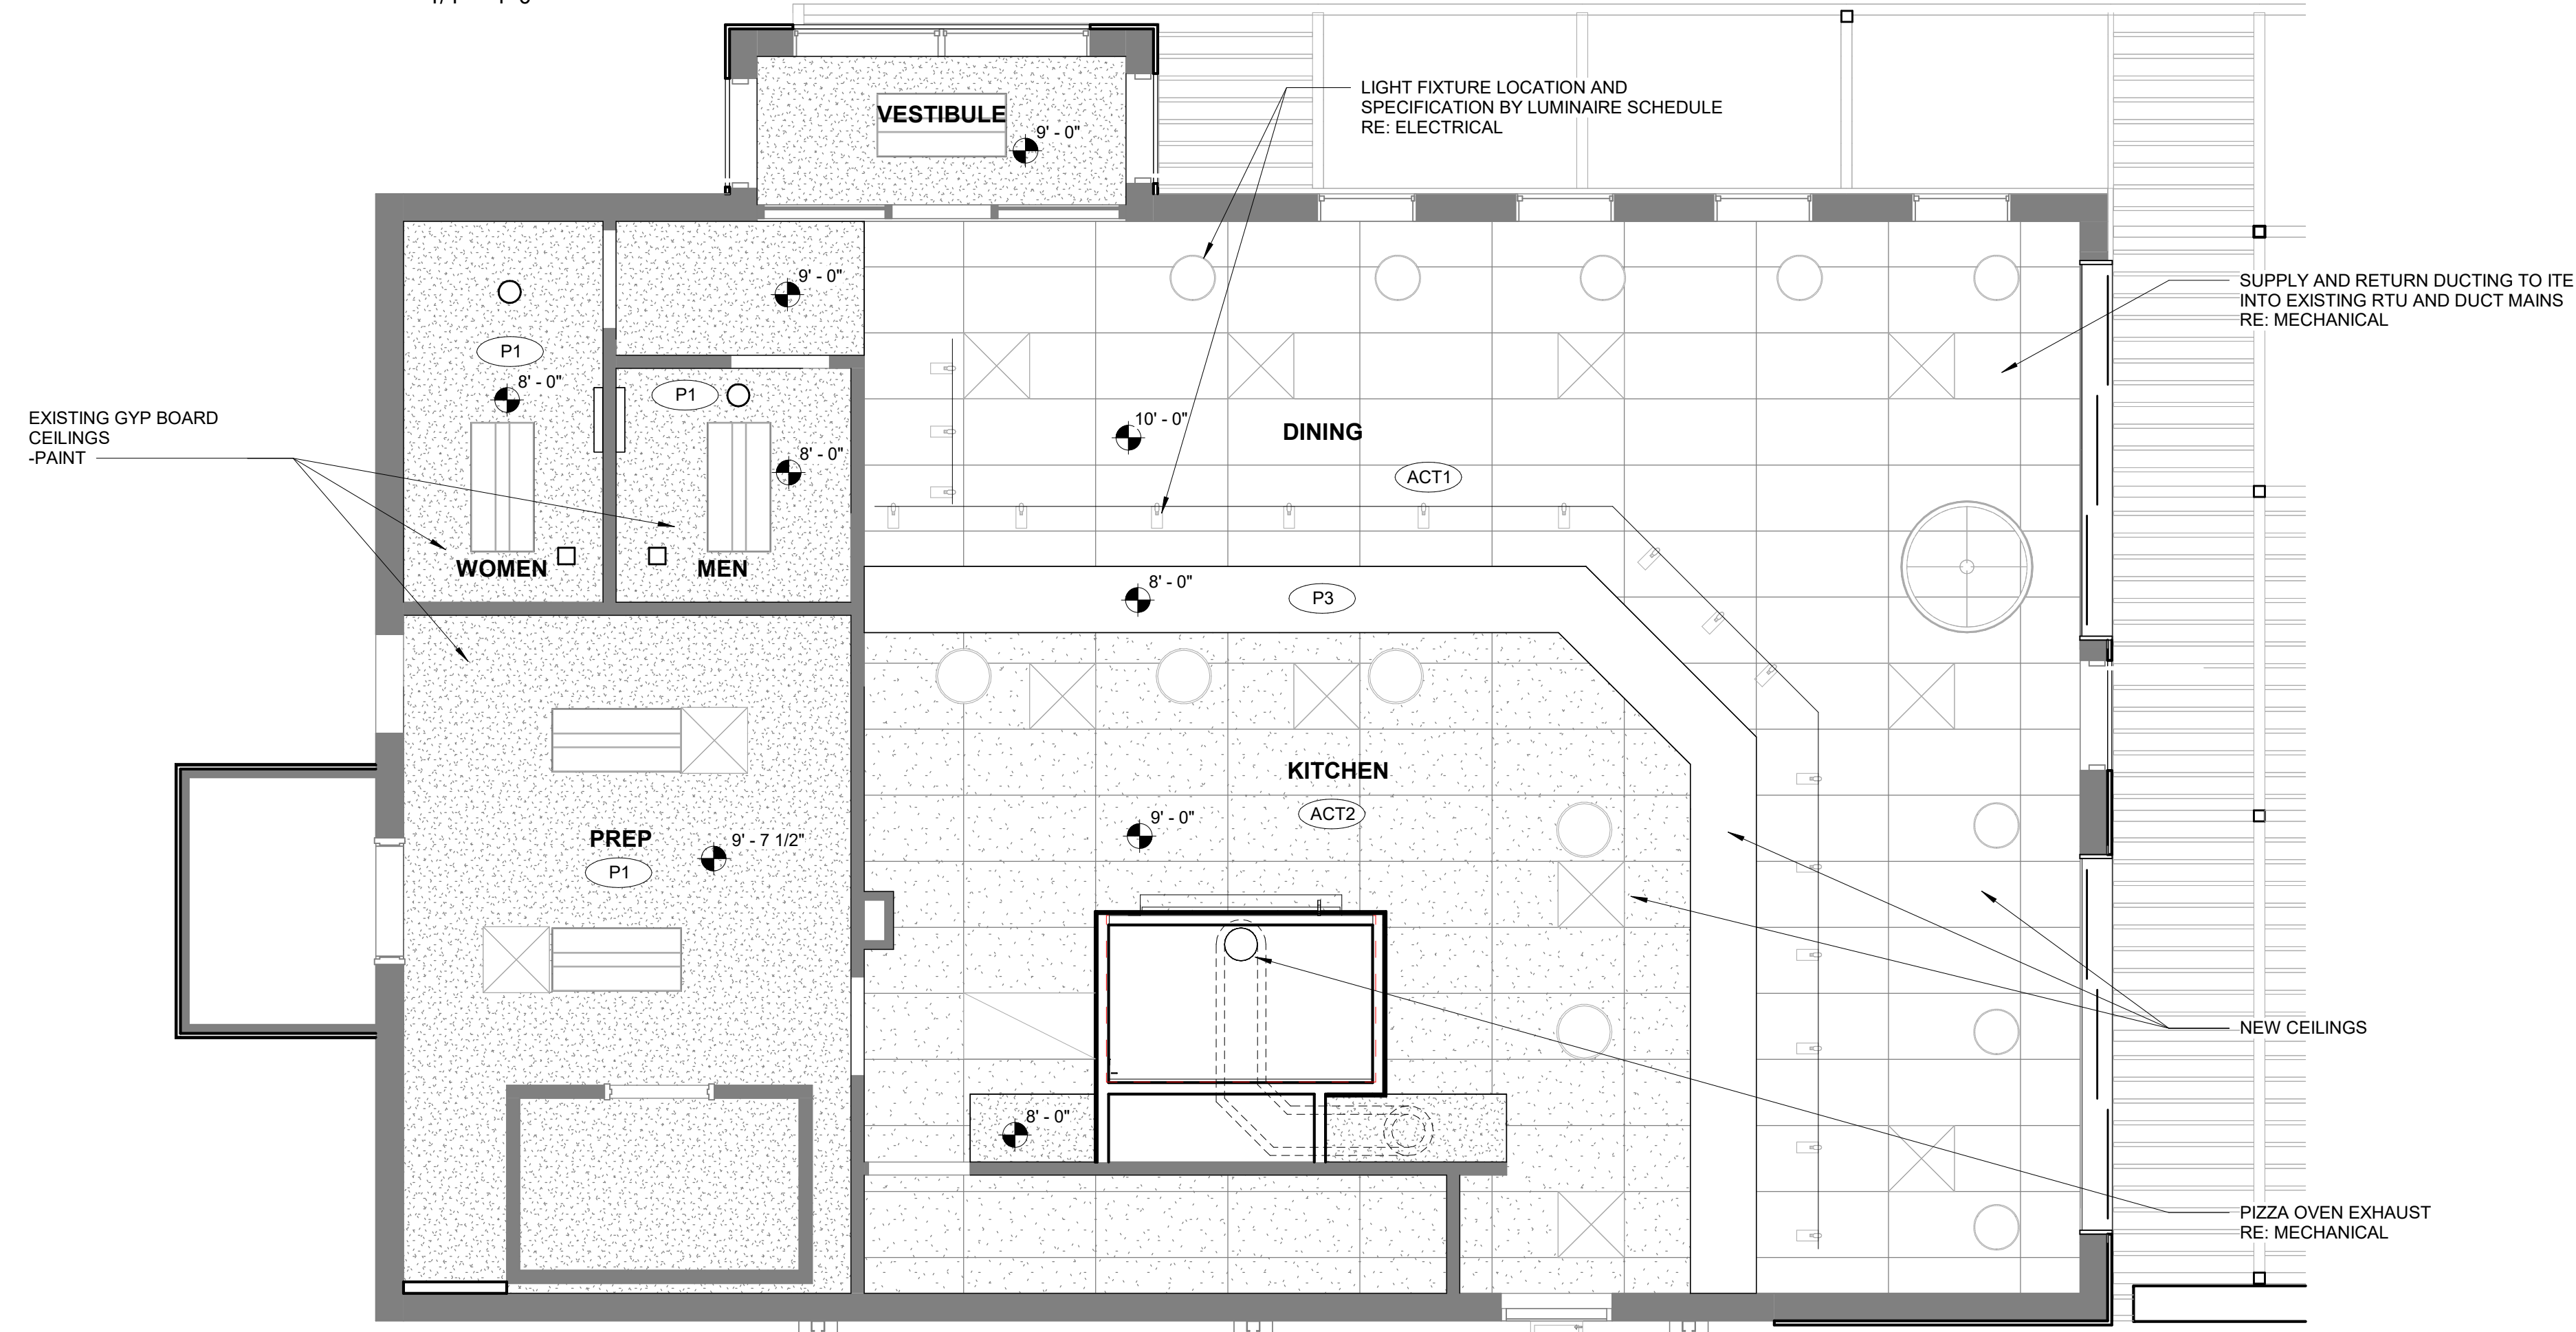 VESTIBULE
9' - 0"
LIGHT FIXTURE LOCATION AND
SPECIFICATION BY LUMINAIRE SCHEDULE
RE: ELECTRICAL
9' - 0"
SUPPLY AND RETURN DUCTING TO ITE
INTO EXISTING RTU AND DUCT MAINS
RE: MECHANICAL
P1
8' - 0"
P1
8' - 0"
EXISTING GYP BOARD
CEILINGS
-PAINT
WOMEN
MEN
10' - 0"
DINING
ACT1
8' - 0"
P3
KITCHEN
ACT2
9' - 0"
PREP
9' - 7 1/2"
P1
NEW CEILINGS
8' - 0"
PIZZA OVEN EXHAUST
RE: MECHANICAL